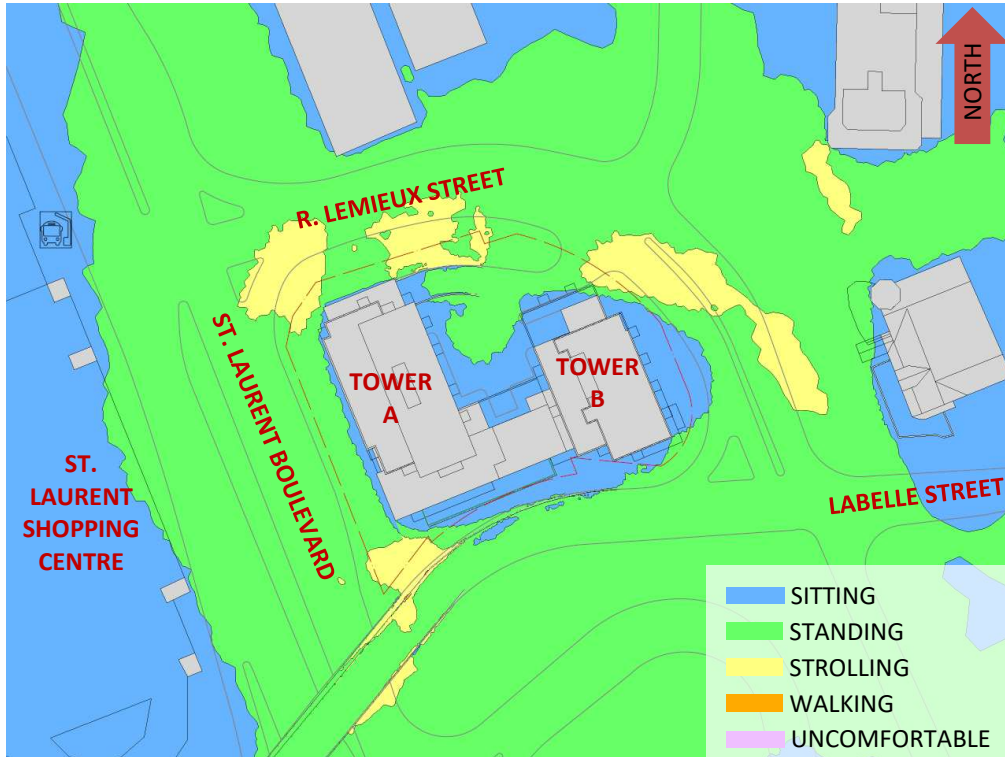 NORTH
R. LEMIEUX STREET
ST. LAURENT BOULEVARD
TOWER
A
TOWER
B
ST.
LAURENT
SHOPPING
CENTRE
LABELLE STREET
SITTING
STANDING
STROLLING
WALKING
UNCOMFORTABLE